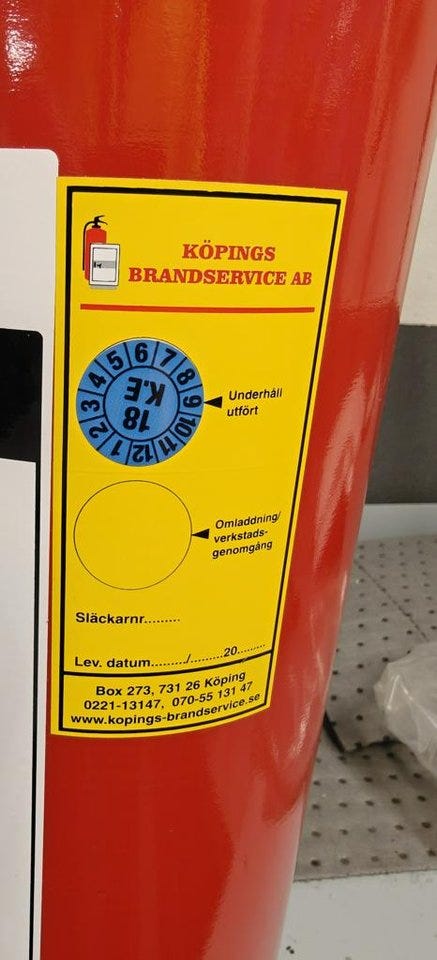 KÖPINGS
BRANDSERVICE AB
1 2 3 4 5 6 7 8 9 10 11 12
18
K.E
Underhåll
utfört
Omladdning/
verkstads-
genomgång
Släckarnr.........
Lev. datum........./.........20.........
Box 273, 731 26 Köping
0221-13147, 070-55 131 47
www.kopings-brandservice.se